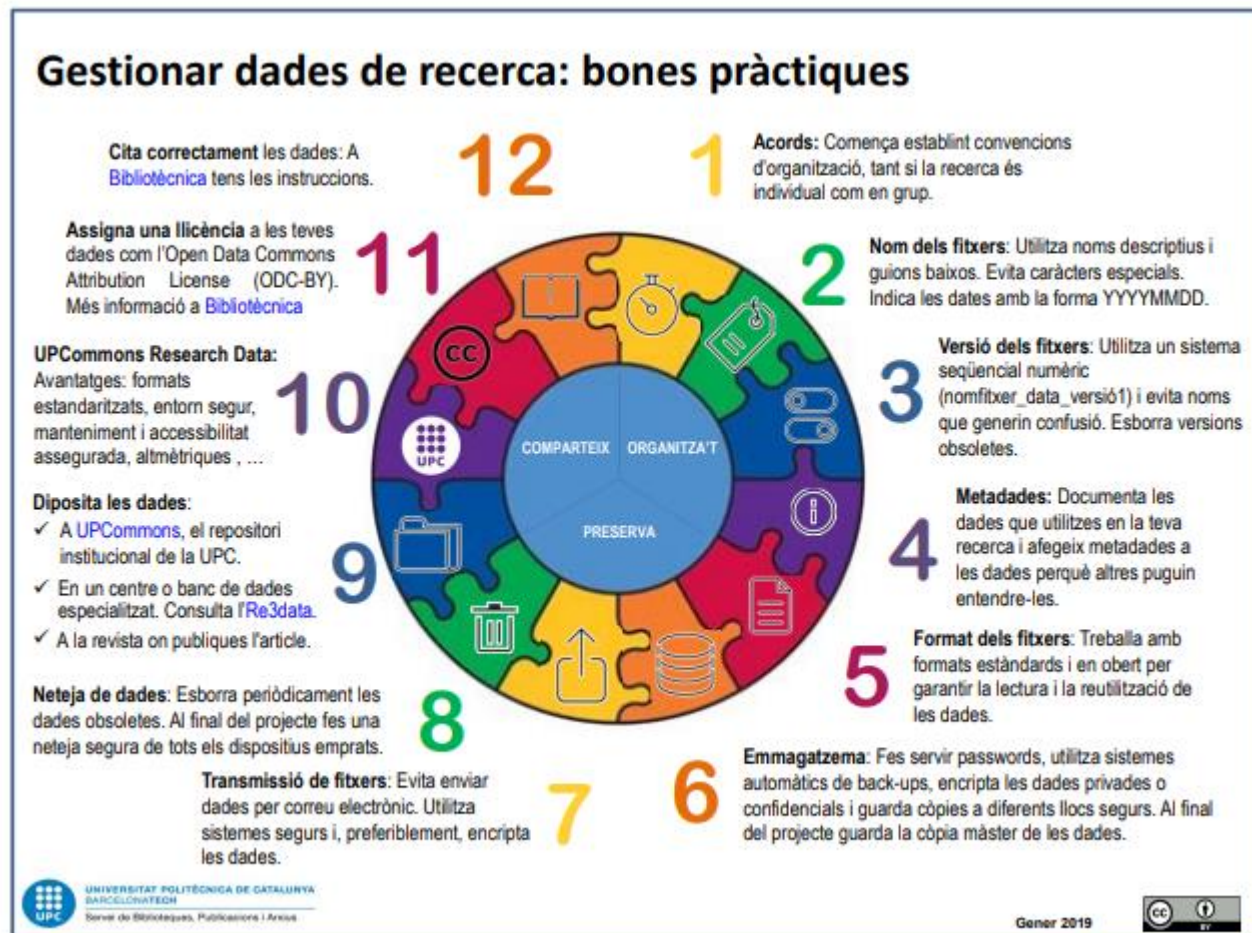 Gestionar dades de recerca: bones pràctiques
1
Acords: Comença establint convencions
d'organització, tant si la recerca és
individual com en grup.
2
Nom dels fitxers: Utilitza noms descriptius i
guions baixos. Evita caràcters especials.
Indica les dates amb la forma YYYYMMDD.
3
Versió dels fitxers: Utilitza un sistema
seqüencial numèric
(nomfitxer_data_versió1) i evita noms
que generin confusió. Esborra versions
obsoletes.
4
Metadades: Documenta les
dades que utilitzes en la teva
recerca i afegeix metadades a
les dades perquè altres puguin
entendre-les.
5
Format dels fitxers: Treballa amb
formats estàndards i en obert per
garantir la lectura i la reutilització de
les dades.
6
Emmagatzema: Fes servir passwords, utilitza sistemes
automàtics de back-ups, encripta les dades privades o
confidencials i guarda còpies a diferents llocs segurs. Al final
del projecte guarda la còpia màster de les dades.
7
Transmissió de fitxers: Evita enviar
dades per correu electrònic. Utilitza
sistemes segurs i, preferiblement, encripta
les dades.
8
Neteja de dades: Esborra periòdicament les
dades obsoletes. Al final del projecte fes una
neteja segura de tots els dispositius emprats.
9
Diposita les dades:
✓ A UPCommons, el repositori
institucional de la UPC.
✓ En un centre o banc de dades
especialitzat. Consulta l'Re3data.
✓ A la revista on publiques l'article.
10
UPCommons Research Data:
Avantatges: formats
estandaritzats, entorn segur,
manteniment i accessibilitat
assegurada, altmètriques , …
11
Assigna una llicència a les teves
dades com l'Open Data Commons
Attribution License (ODC-BY).
Més informació a Bibliotècnica
12
Cita correctament les dades: A
Bibliotècnica tens les instruccions.
COMPARTEIX
ORGANITZA'T
PRESERVA
CC
UPC
UPC
UNIVERSITAT POLITÈCNICA DE CATALUNYA
BARCELONATECH
Servei de Biblioteques, Publicacions i Arxius
Gener 2019
CC
BY